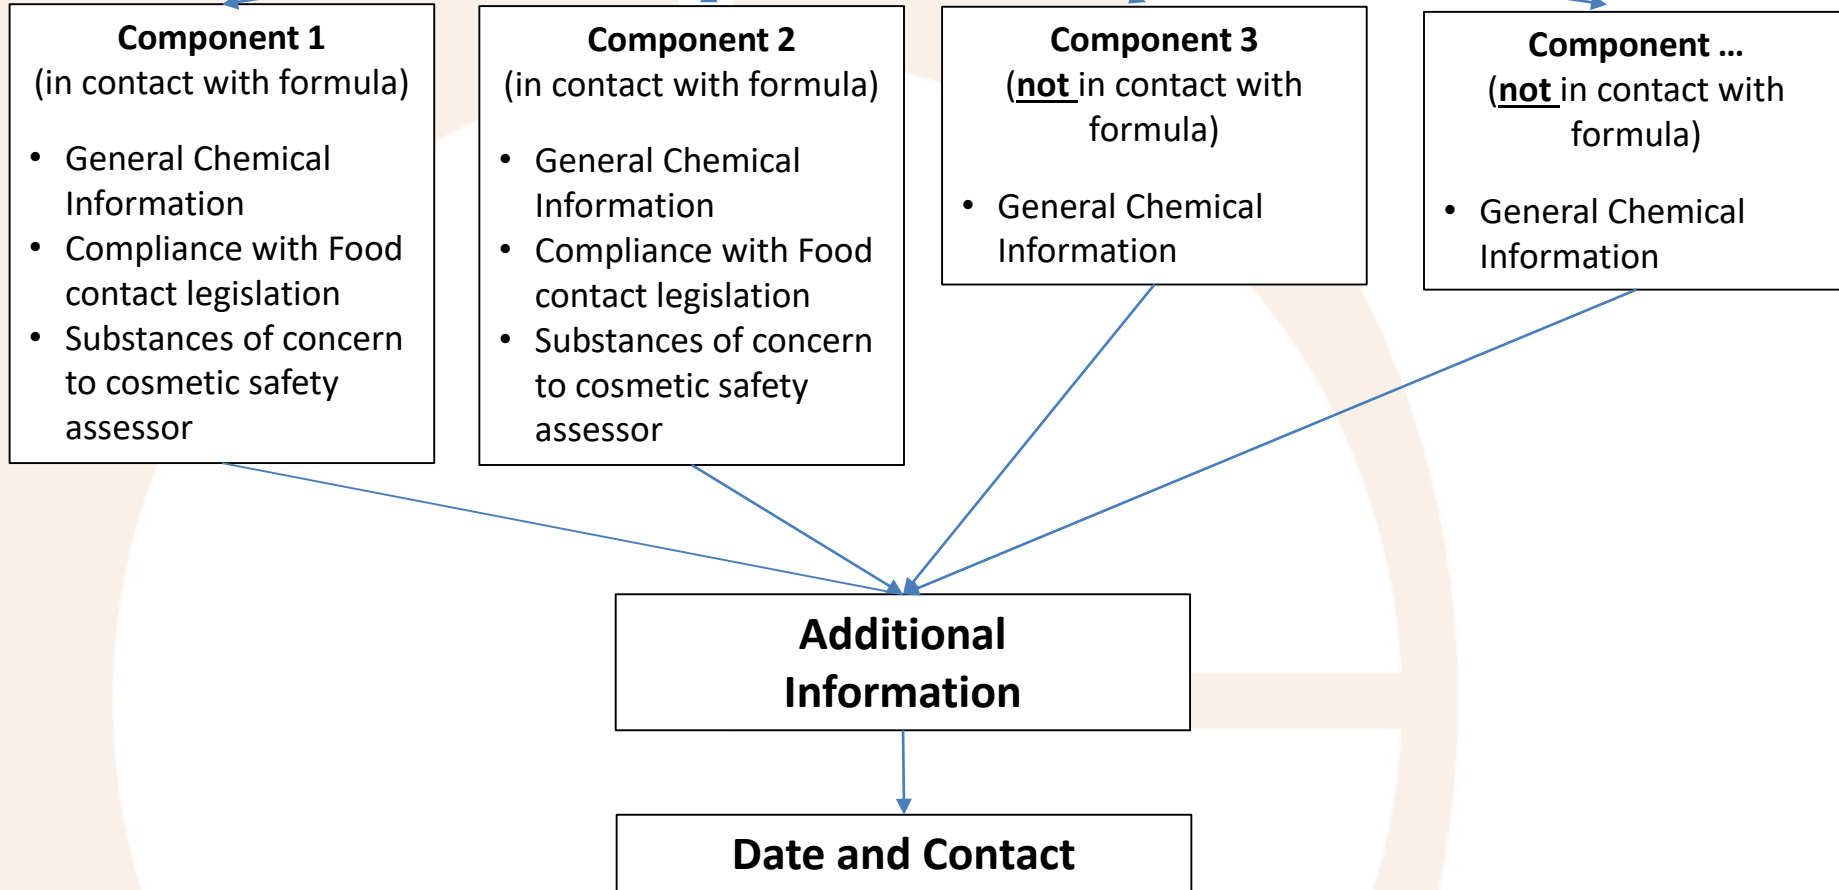 Component 1
(in contact with formula)
• General Chemical
Information
• Compliance with Food
contact legislation
• Substances of concern
to cosmetic safety
assessor
Component 2
(in contact with formula)
• General Chemical
Information
• Compliance with Food
contact legislation
• Substances of concern
to cosmetic safety
assessor
Component 3
(not in contact with
formula)
• General Chemical
Information
Component ...
(not in contact with
formula)
• General Chemical
Information
Additional
Information
Date and Contact